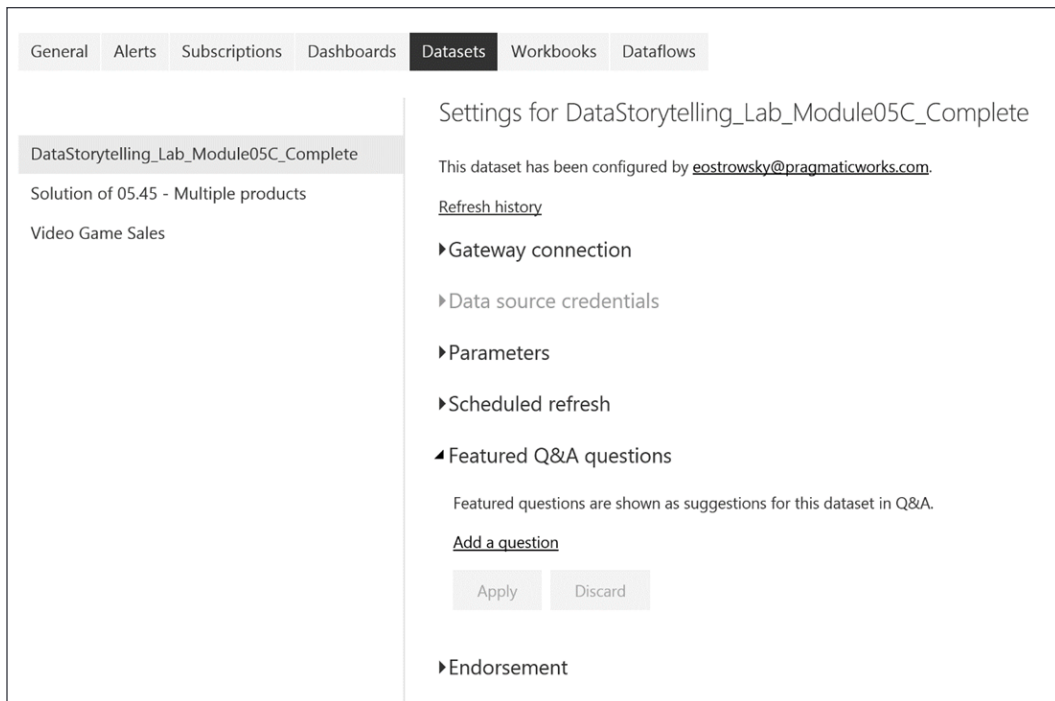 General Alerts Subscriptions Dashboards Datasets Workbooks Dataflows
DataStorytelling_Lab_Module05C_Complete
Solution of 05.45 - Multiple products
Video Game Sales
Settings for DataStorytelling_Lab_Module05C_Complete
This dataset has been configured by eostrowsky@pragmaticworks.com.
Refresh history
Gateway connection
Data source credentials
Parameters
Scheduled refresh
Featured Q&A questions
Featured questions are shown as suggestions for this dataset in Q&A.
Add a question
Apply Discard
Endorsement